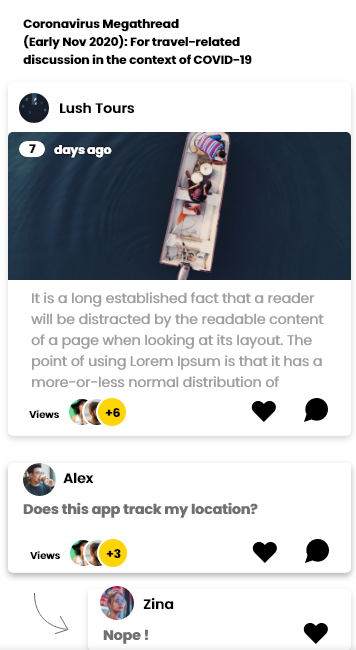 Coronavirus Megathread
(Early Nov 2020): For travel-related
discussion in the context of COVID-19
Lush Tours
7 days ago
It is a long established fact that a reader
will be distracted by the readable content
of a page when looking at its layout. The
point of using Lorem Ipsum is that it has a
more-or-less normal distribution of
Views +6
Alex
Does this app track my location?
Views +3
Zina
Nope !